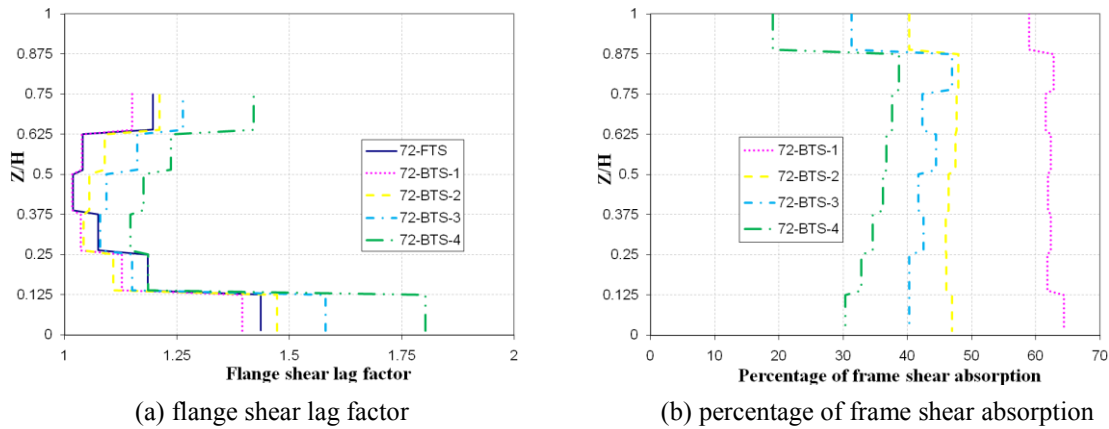 1
0.875
0.75
0.625
0.5
0.375
0.25
0.125
0
Z/H
72-FTS
72-BTS-1
72-BTS-2
72-BTS-3
72-BTS-4
1
1.25
1.5
1.75
2
Flange shear lag factor
(a) flange shear lag factor
1
0.875
0.75
0.625
0.5
0.375
0.25
0.125
0
Z/H
72-BTS-1
72-BTS-2
72-BTS-3
72-BTS-4
0
10
20
30
40
50
60
70
Percentage of frame shear absorption
(b) percentage of frame shear absorption